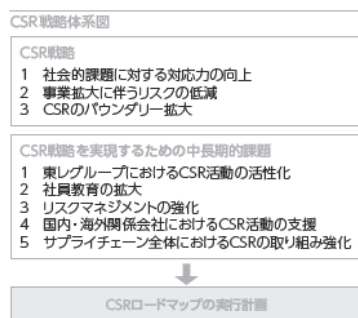 CSR戦略体系図
CSR戦略
1 社会的課題に対する対応力の向上
2 事業拡大に伴うリスクの低減
3 CSRのバウンダリー拡大
CSR戦略を実現するための中長期的課題
1 東レグループにおけるCSR活動の活性化
2 社員教育の拡大
3 リスクマネジメントの強化
4 国内・海外関係会社におけるCSR活動の支援
5 サプライチェーン全体におけるCSRの取り組み強化
CSRロードマップの実行計画